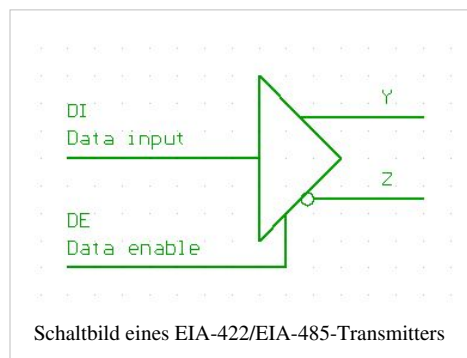 DI
Data input
Y
Z
DE
Data enable
Schaltbild eines EIA-422/EIA-485-Transmitters